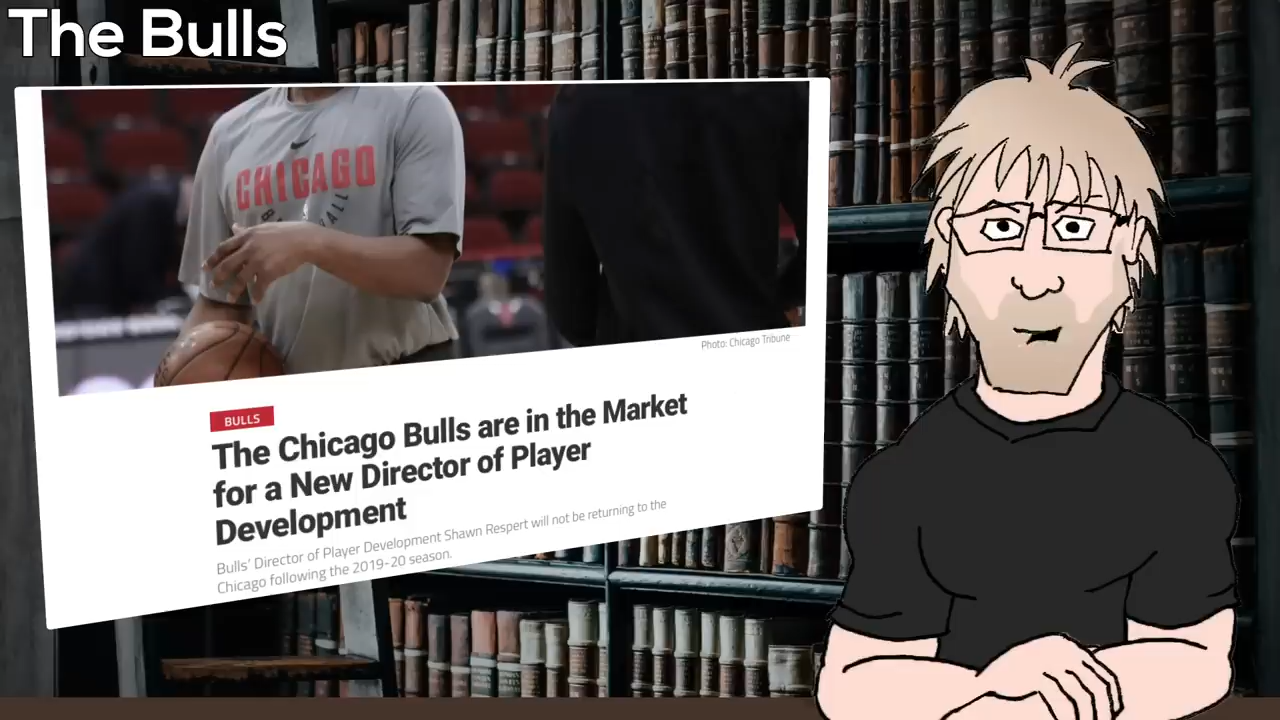 The Bulls
CHICAGO
Photo: Chicago Tribune
BULLS
The Chicago Bulls are in the Market
for a New Director of Player
Development
Bulls' Director of Player Development Shawn Respert will not be returning to the
Chicago following the 2019-20 season.